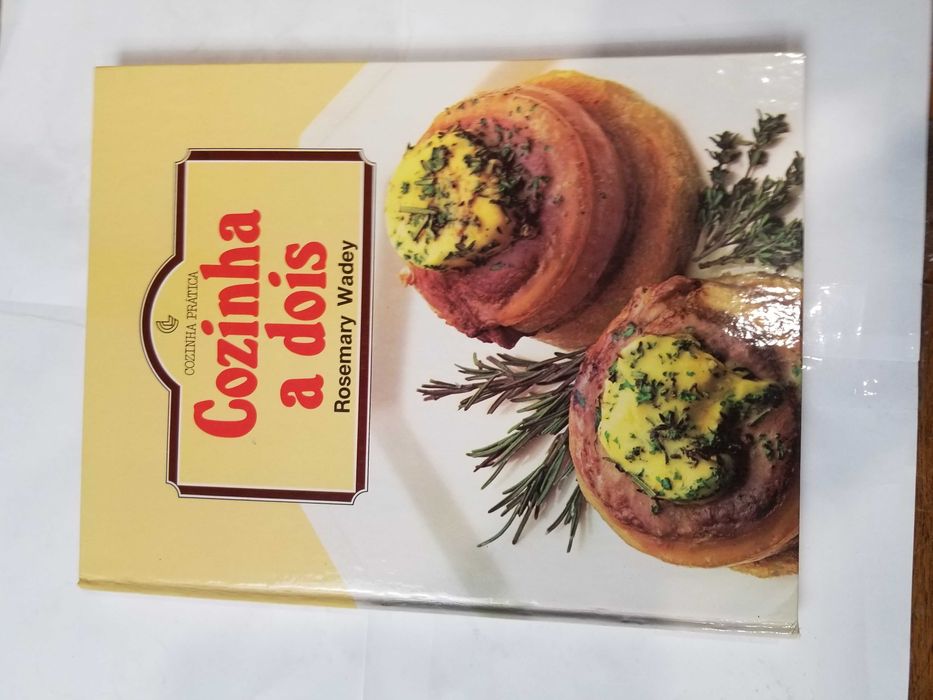 COZINHA PRÁTICA
Cozinha
a dois
Rosemary Wadey